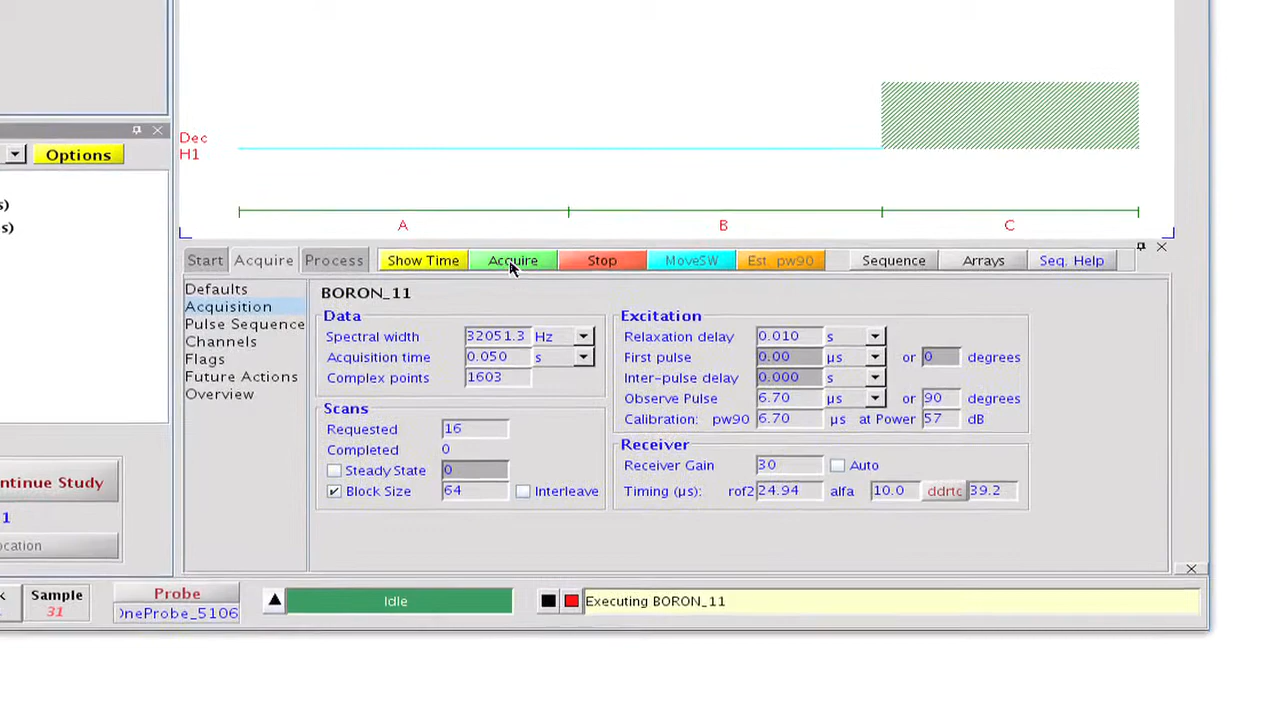 Dec
H1
Options
s)
s)
A B C
Start Acquire Process Show Time Acquire Stop MoveSW Est_pw90 Sequence Arrays Seq. Help
Defaults
Acquisition
Pulse Sequence
Channels
Flags
Future Actions
Overview
BORON_11
Data
Spectral width 32051.3 Hz
Acquisition time 0.050 s
Complex points 1603
Scans
Requested 16
Completed 0
Steady State 0
Block Size 64 Interleave
Excitation
Relaxation delay 0.010 s
First pulse 0.00 µs or 0 degrees
Inter-pulse delay 0.000 s
Observe Pulse 6.70 µs or 90 degrees
Calibration: pw90 6.70 µs at Power 57 dB
Receiver
Receiver Gain 30 Auto
Timing (µs): rof2 24.94 alfa 10.0 ddrtc 39.2
ntinue Study
1
ocation
Sample
31
Probe
OneProbe_5106
Idle
Executing BORON_11